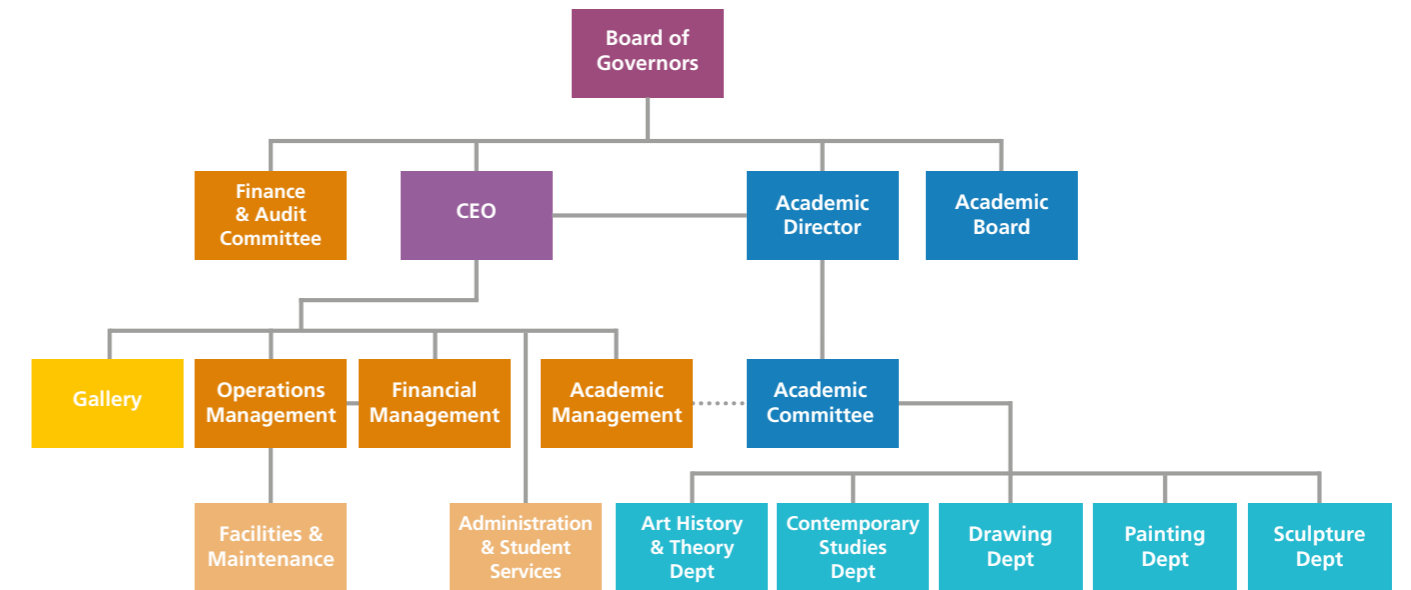 Board of
Governors
Finance
& Audit
Committee
CEO
Academic
Director
Academic
Board
Gallery
Operations
Management
Financial
Management
Academic
Management
Academic
Committee
Facilities &
Maintenance
Administration
& Student
Services
Art History
& Theory
Dept
Contemporary
Studies
Dept
Drawing
Dept
Painting
Dept
Sculpture
Dept